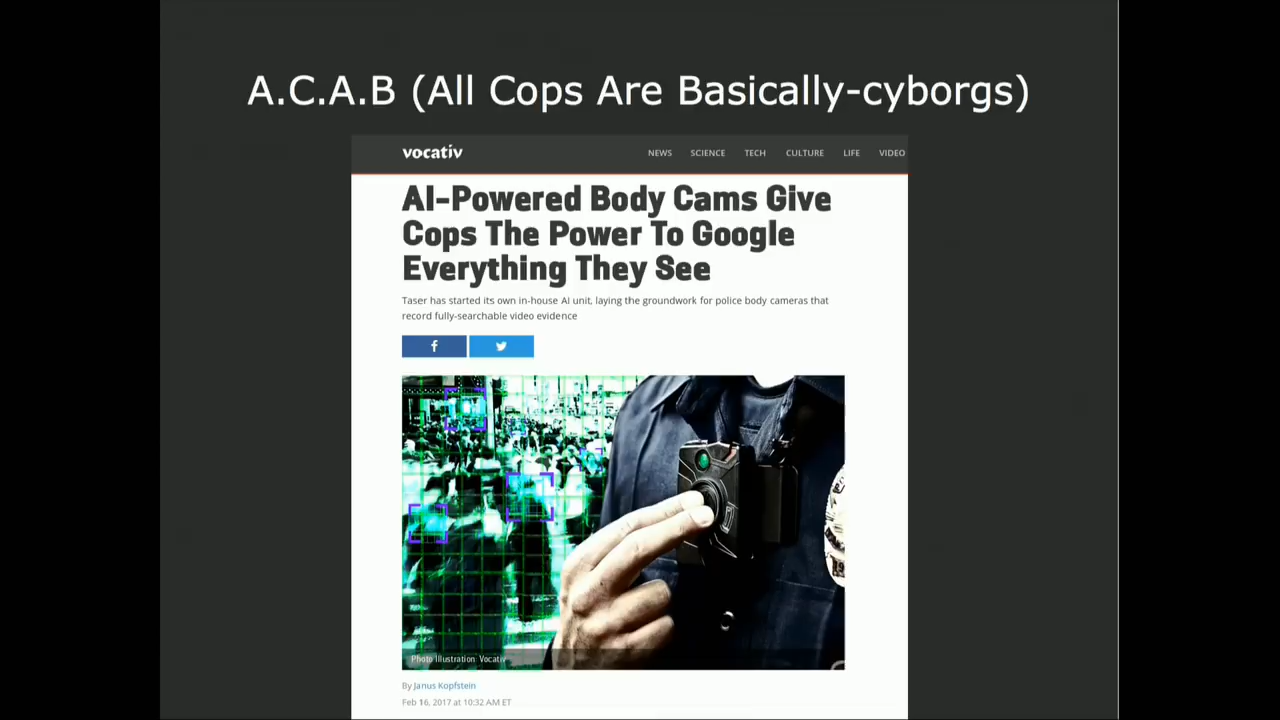 A.C.A.B (All Cops Are Basically-cyborgs)
vocativ
NEWS SCIENCE TECH CULTURE LIFE VIDEO
AI-Powered Body Cams Give
Cops The Power To Google
Everything They See
Taser has started its own in-house AI unit, laying the groundwork for police body cameras that
record fully-searchable video evidence
Photo Illustration Vocativ
By Janus Kopfstein
Feb 16, 2017 at 10:32 AM ET